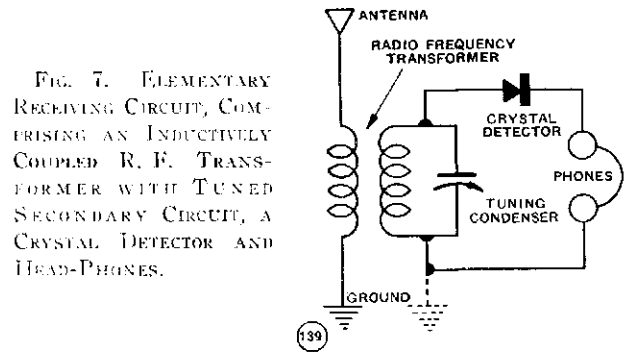 FIG. 7. ELEMENTARY
RECEIVING CIRCUIT, COM-
PRISING AN INDUCTIVELY
COUPLED R. F. TRANS-
FORMER WITH TUNED
SECONDARY CIRCUIT, A
CRYSTAL DETECTOR AND
HEAD-PHONES.
ANTENNA
RADIO FREQUENCY
TRANSFORMER
CRYSTAL
DETECTOR
PHONES
TUNING
CONDENSER
GROUND
139